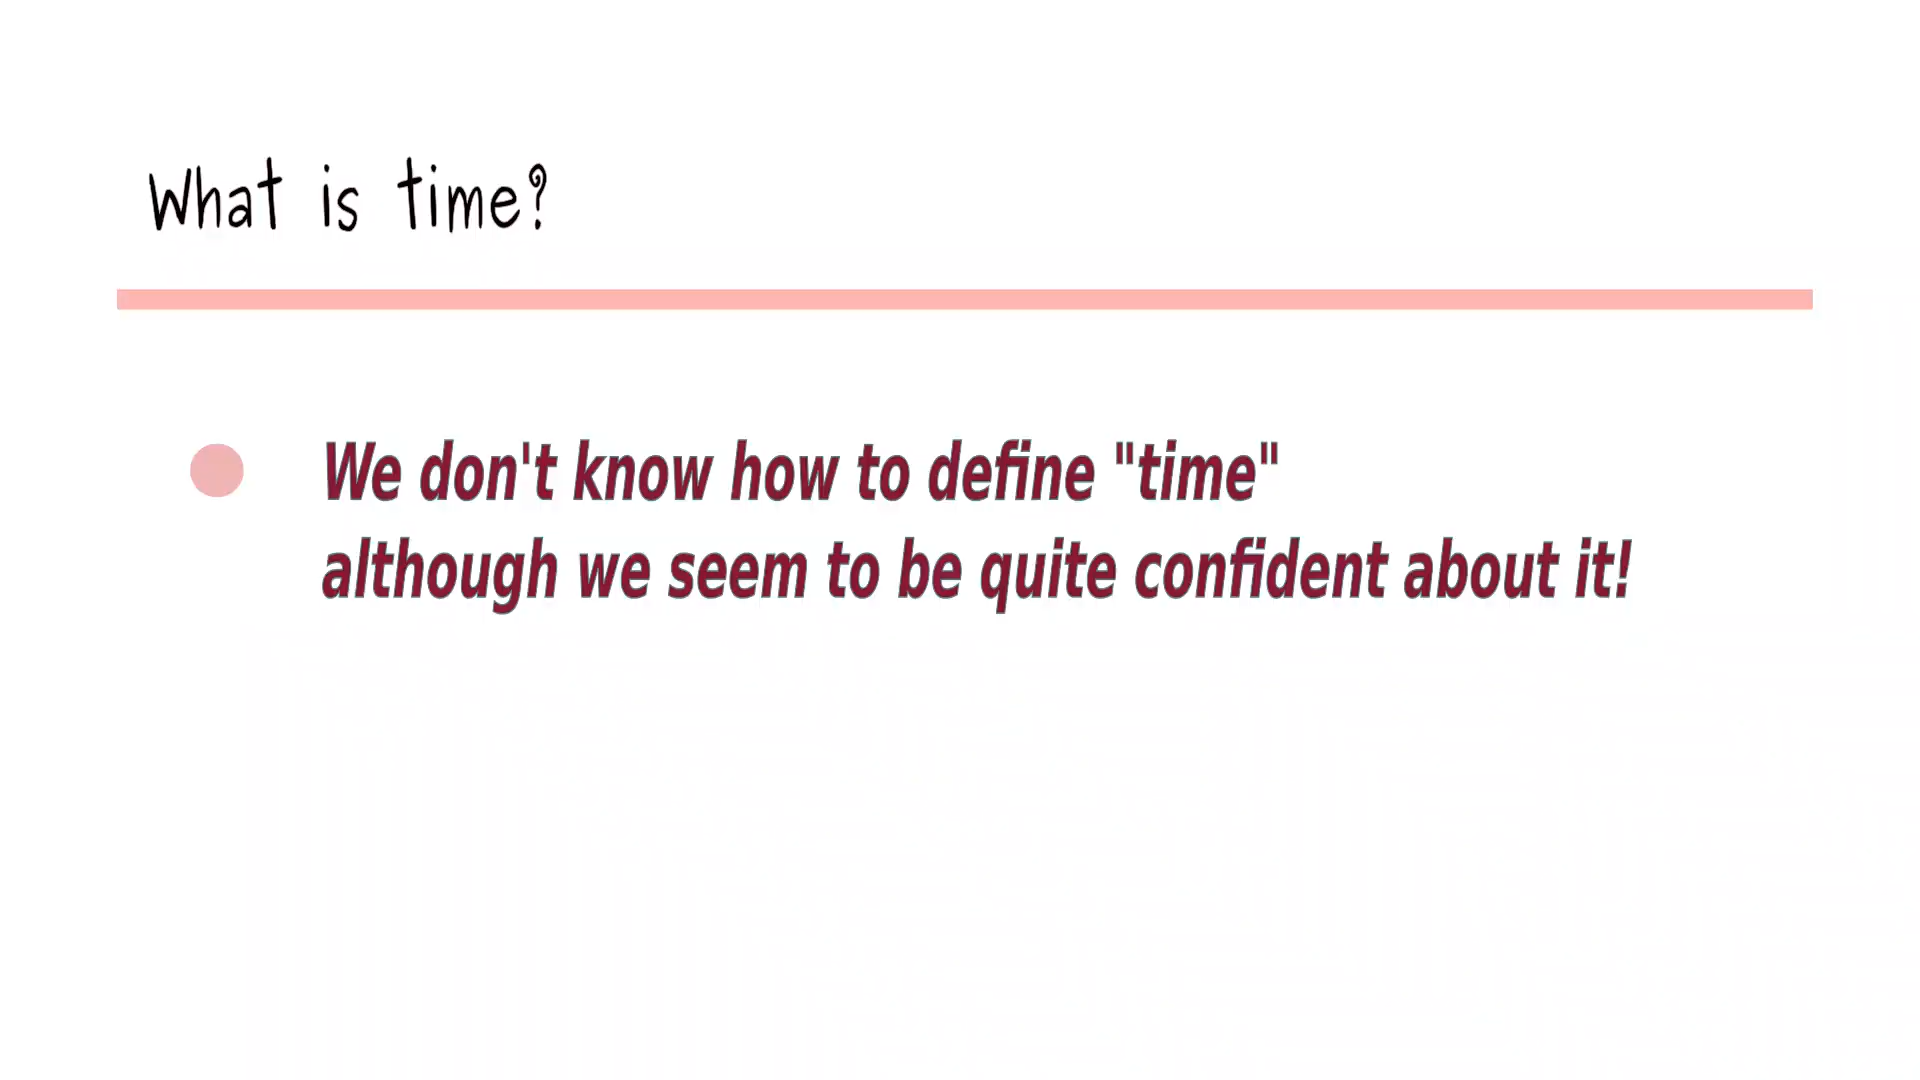 What is time?
We don't know how to define "time"
although we seem to be quite confident about it!